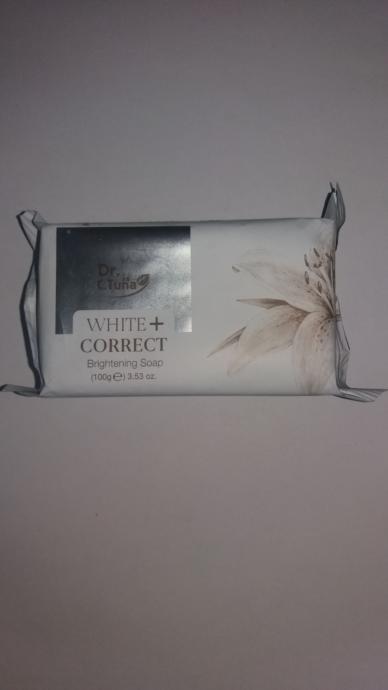 Dr.
C.Tuna
WHITE+
CORRECT
Brightening Soap
(100g ℮) 3.53 oz.